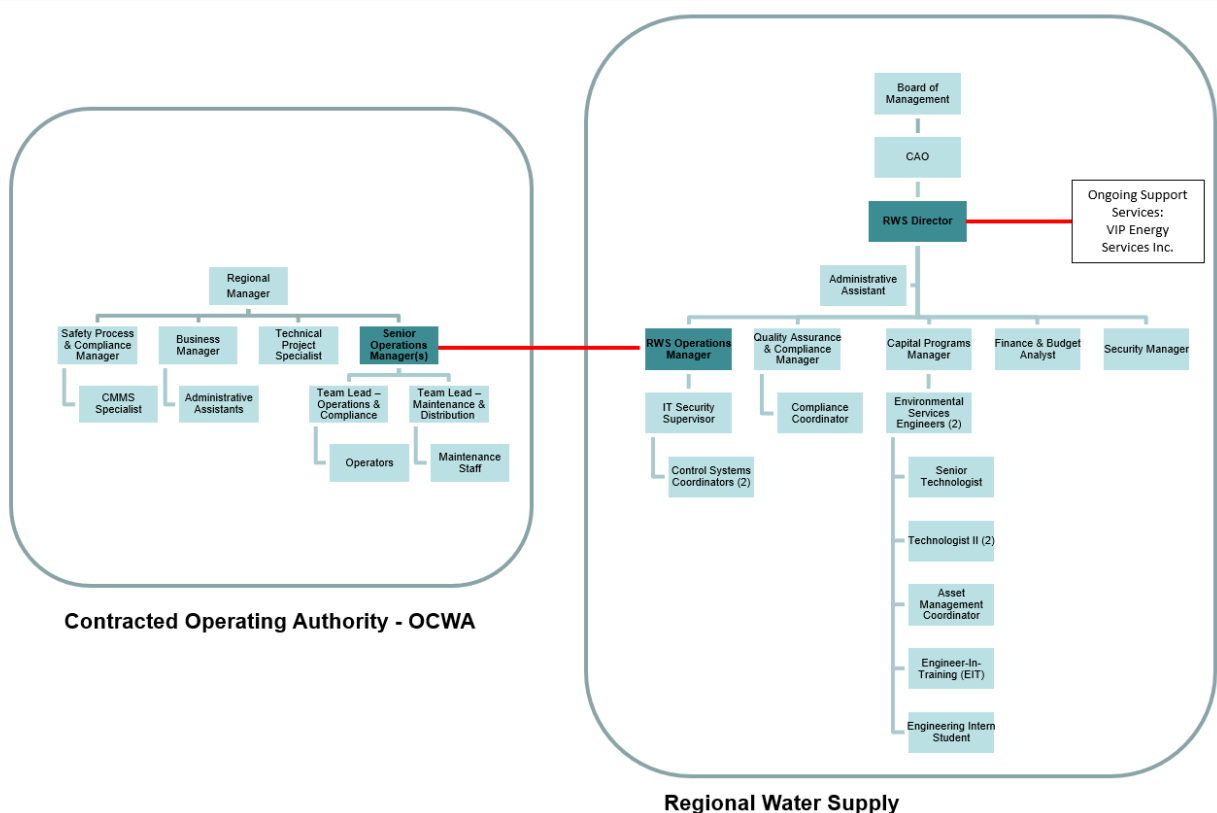 Board of
Management
CAO
RWS Director
Ongoing Support
Services:
VIP Energy
Services Inc.
Administrative
Assistant
RWS Operations
Manager
Quality Assurance
& Compliance
Manager
Capital Programs
Manager
Finance & Budget
Analyst
Security Manager
IT Security
Supervisor
Compliance
Coordinator
Environmental
Services
Engineers (2)
Control Systems
Coordinators (2)
Senior
Technologist
Technologist II (2)
Asset
Management
Coordinator
Engineer-In-
Training (EIT)
Engineering Intern
Student
Regional Water Supply
Regional
Manager
Safety Process
& Compliance
Manager
Business
Manager
Technical
Project
Specialist
Senior
Operations
Manager(s)
CMMS
Specialist
Administrative
Assistants
Team Lead –
Operations &
Compliance
Team Lead –
Maintenance &
Distribution
Operators
Maintenance
Staff
Contracted Operating Authority - OCWA